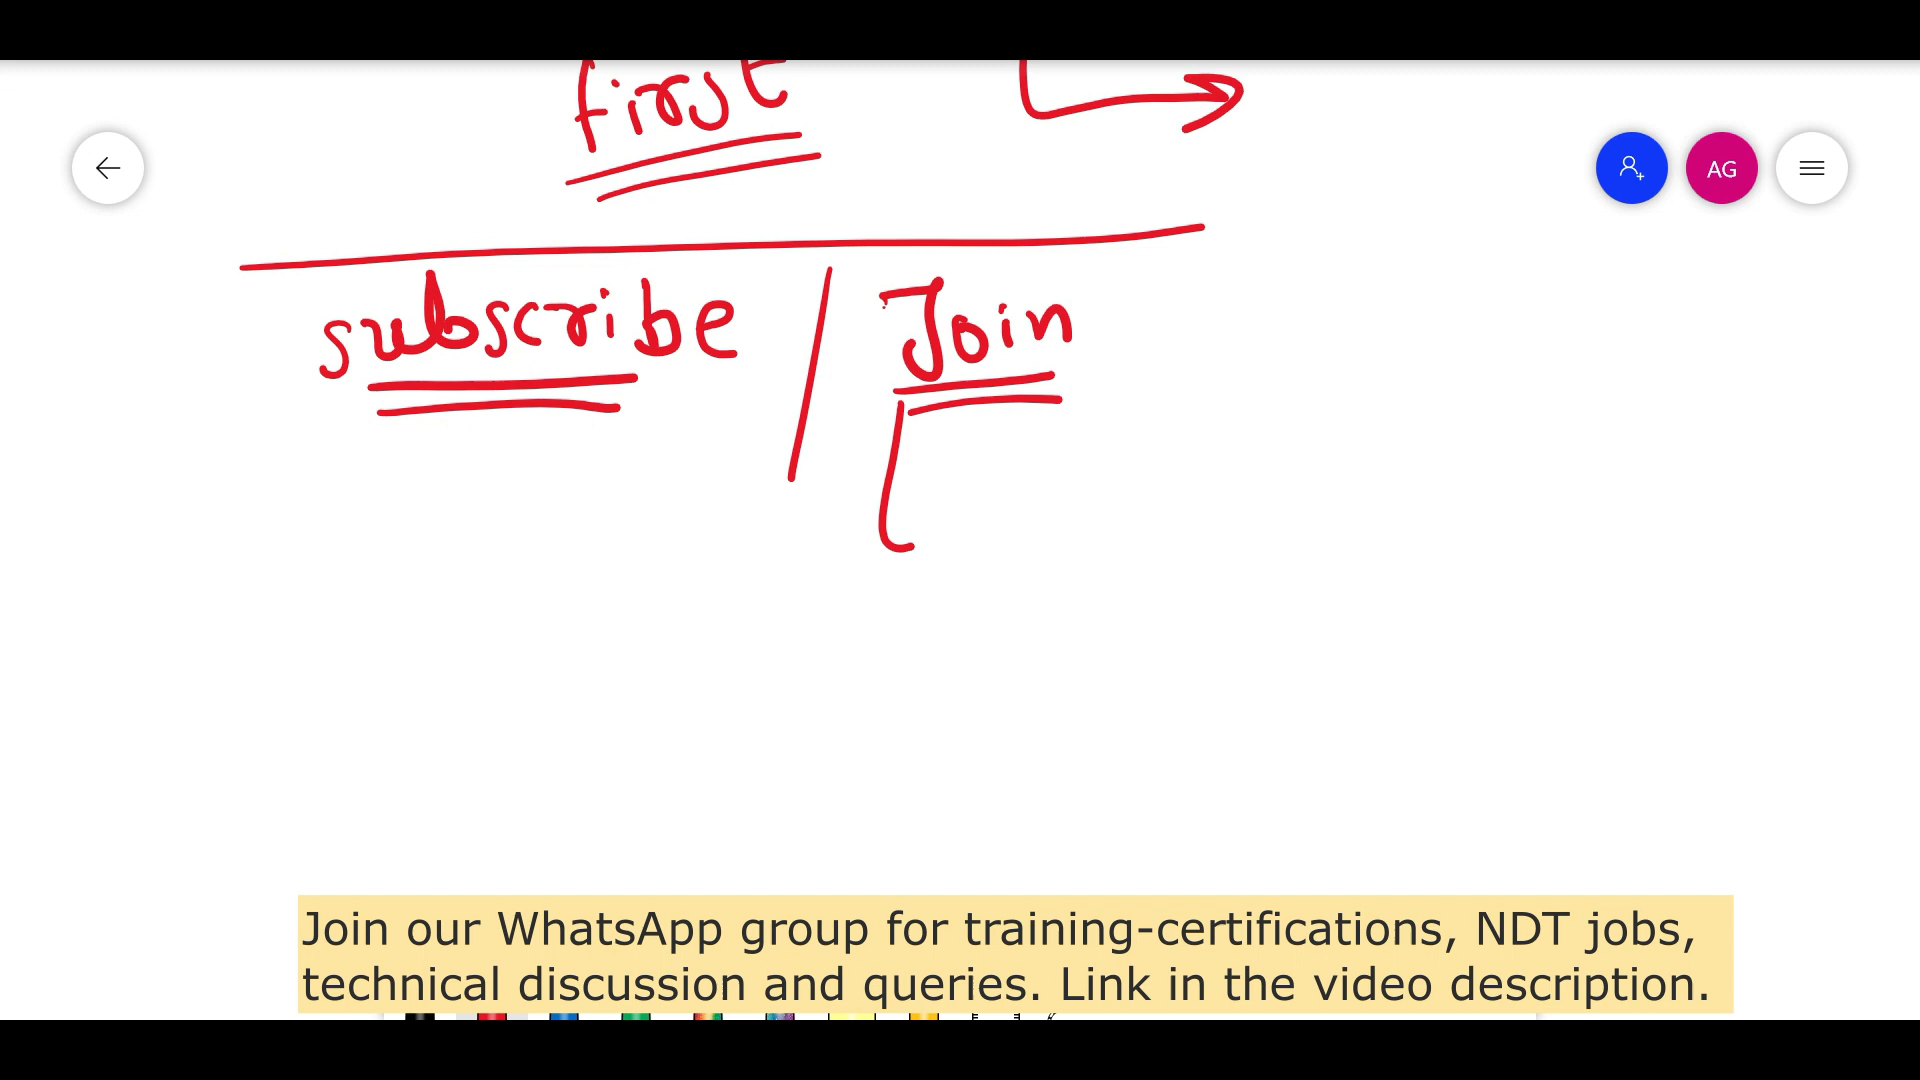 first
AG
subscribe / Join
Join our WhatsApp group for training-certifications, NDT jobs,
technical discussion and queries. Link in the video description.